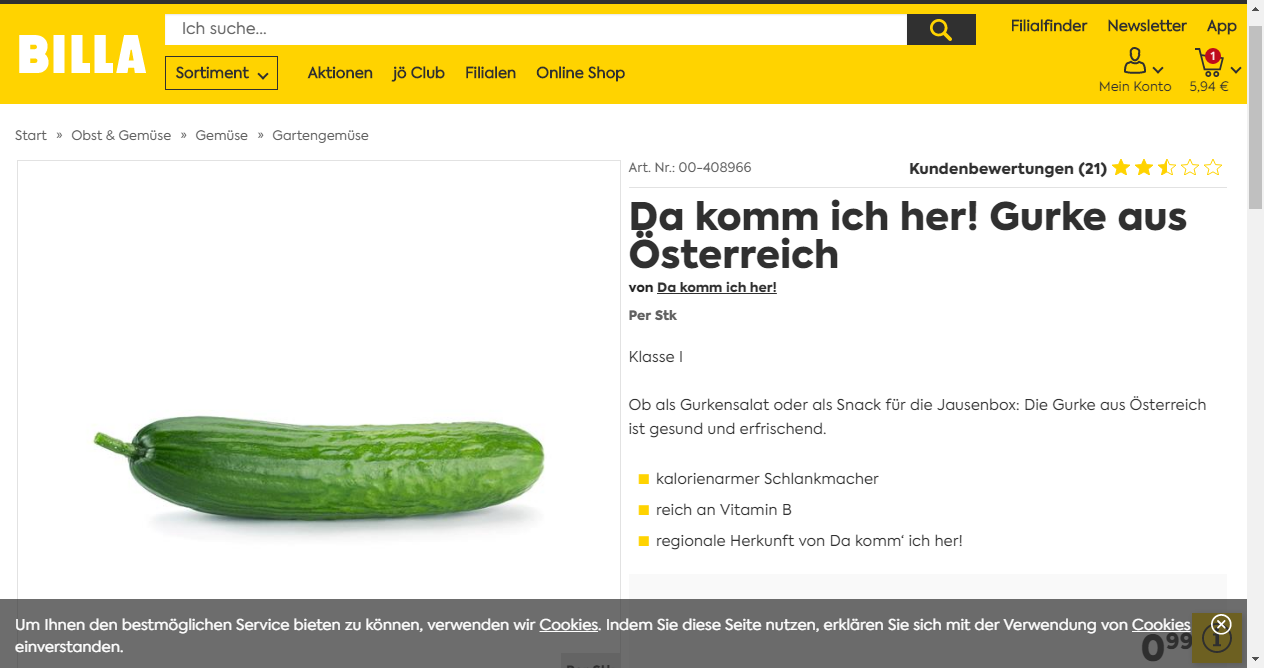 BILLA
Ich suche...
Filialfinder Newsletter App
Sortiment Aktionen jö Club Filialen Online Shop
1
Mein Konto 5,94 €
Start » Obst & Gemüse » Gemüse » Gartengemüse
Art. Nr.: 00-408966 Kundenbewertungen (21)
Da komm ich her! Gurke aus
Österreich
von Da komm ich her!
Per Stk
Klasse I
Ob als Gurkensalat oder als Snack für die Jausenbox: Die Gurke aus Österreich
ist gesund und erfrischend.
kalorienarmer Schlankmacher
reich an Vitamin B
regionale Herkunft von Da komm‘ ich her!
Um Ihnen den bestmöglichen Service bieten zu können, verwenden wir Cookies. Indem Sie diese Seite nutzen, erklären Sie sich mit der Verwendung von Cookies
einverstanden.
0 99
Per Stk